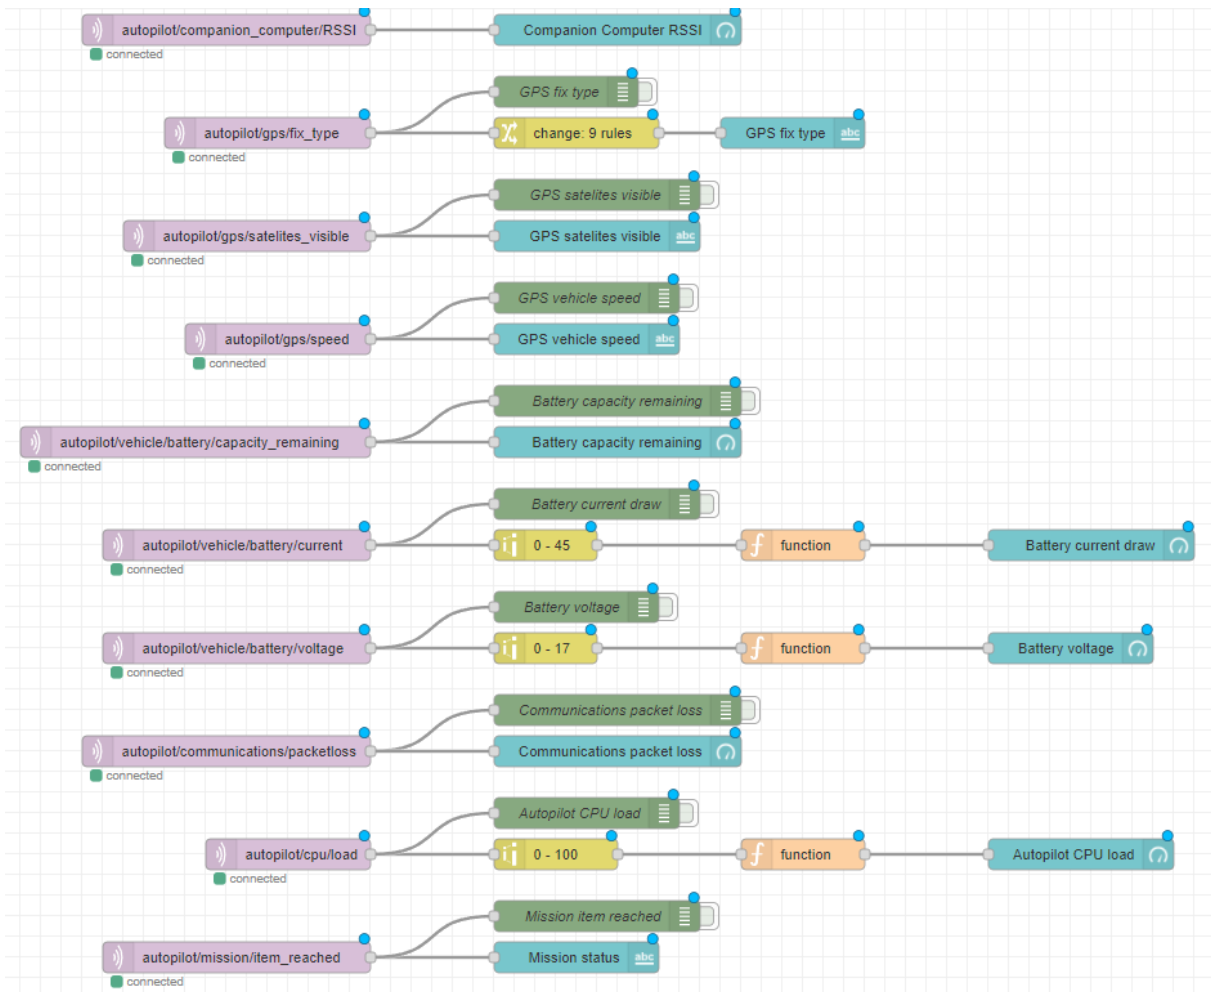 autopilot/companion_computer/RSSI
Companion Computer RSSI
connected
GPS fix type
autopilot/gps/fix_type
change: 9 rules
GPS fix type
abc
connected
GPS satelites visible
autopilot/gps/satelites_visible
GPS satelites visible
abc
connected
GPS vehicle speed
autopilot/gps/speed
GPS vehicle speed
abc
connected
Battery capacity remaining
autopilot/vehicle/battery/capacity_remaining
Battery capacity remaining
connected
Battery current draw
autopilot/vehicle/battery/current
0 - 45
function
Battery current draw
connected
Battery voltage
autopilot/vehicle/battery/voltage
0 - 17
function
Battery voltage
connected
Communications packet loss
autopilot/communications/packetloss
Communications packet loss
connected
Autopilot CPU load
autopilot/cpu/load
0 - 100
function
Autopilot CPU load
connected
Mission item reached
autopilot/mission/item_reached
Mission status
abc
connected